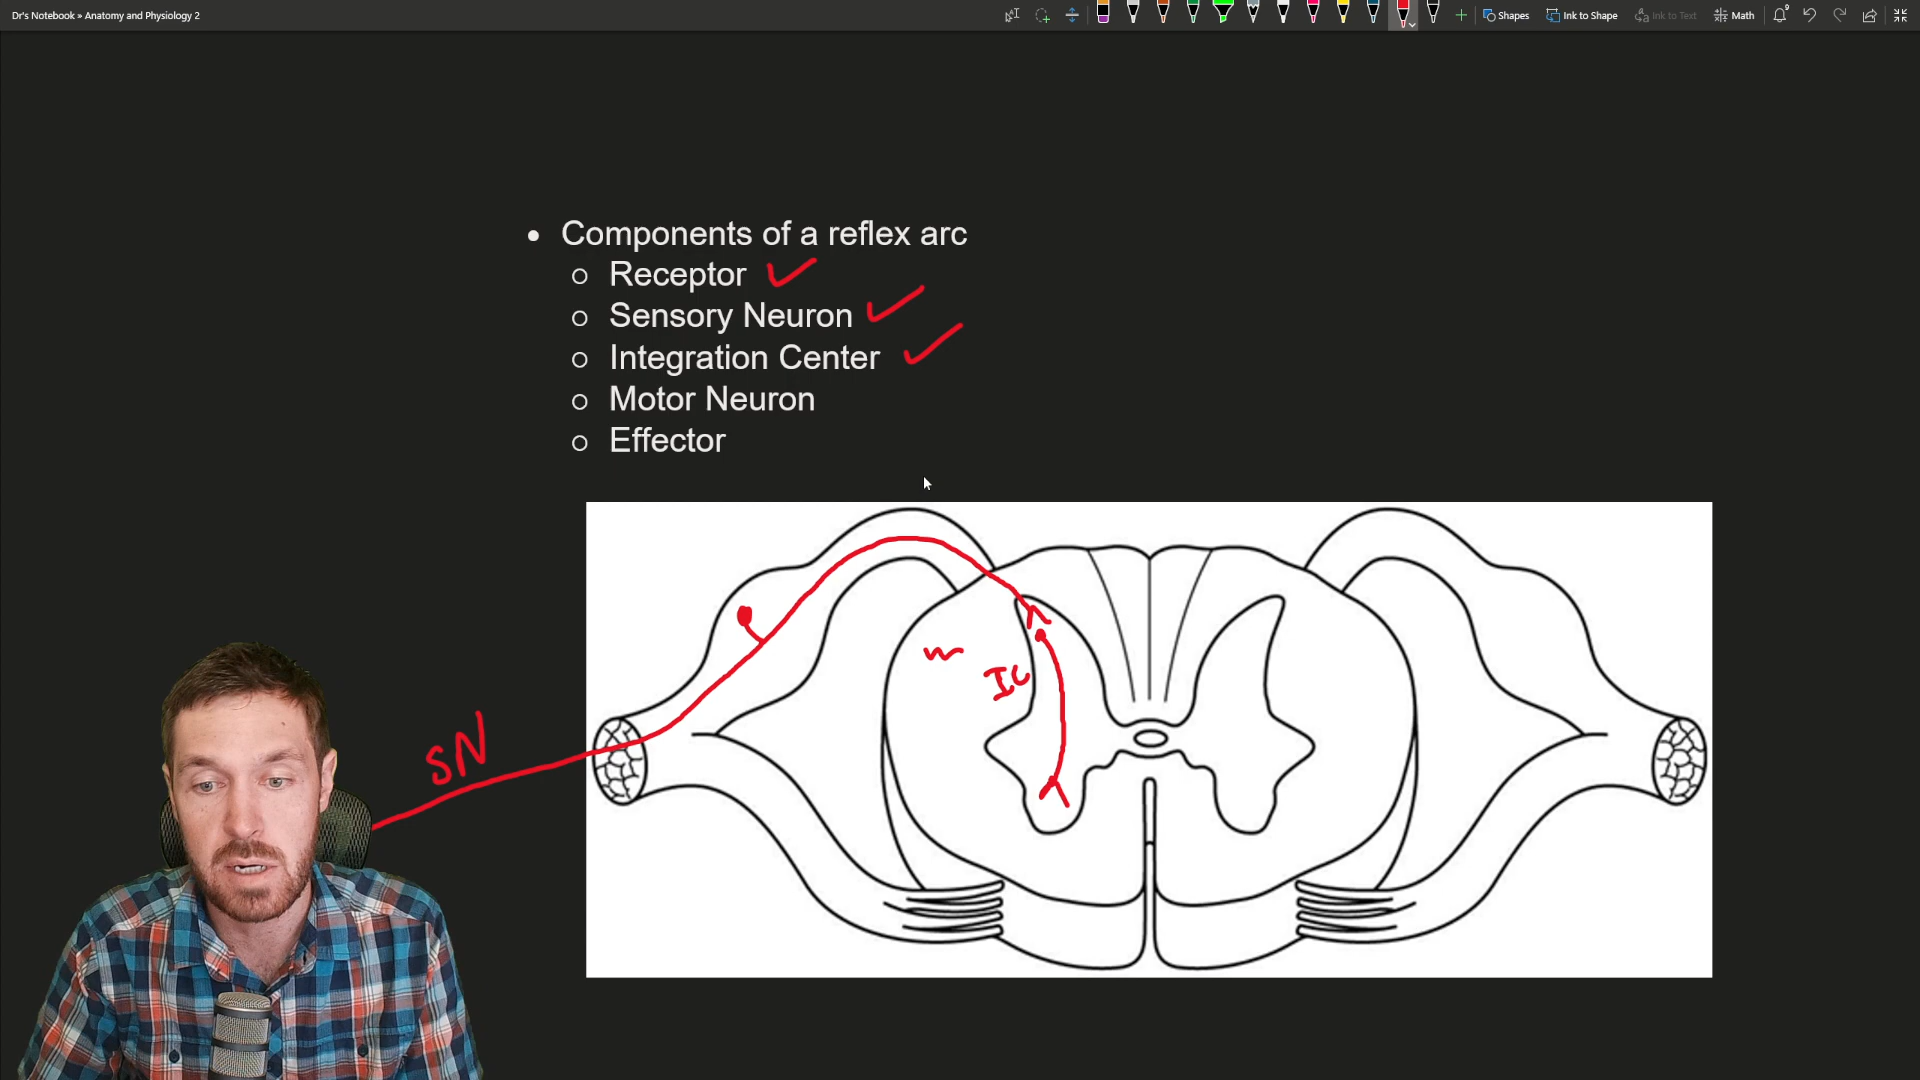 Dr's Notebook » Anatomy and Physiology 2
Shapes
Ink to Shape
Ink to Text
Math
• Components of a reflex arc
○ Receptor
○ Sensory Neuron
○ Integration Center
○ Motor Neuron
○ Effector
IC
SN